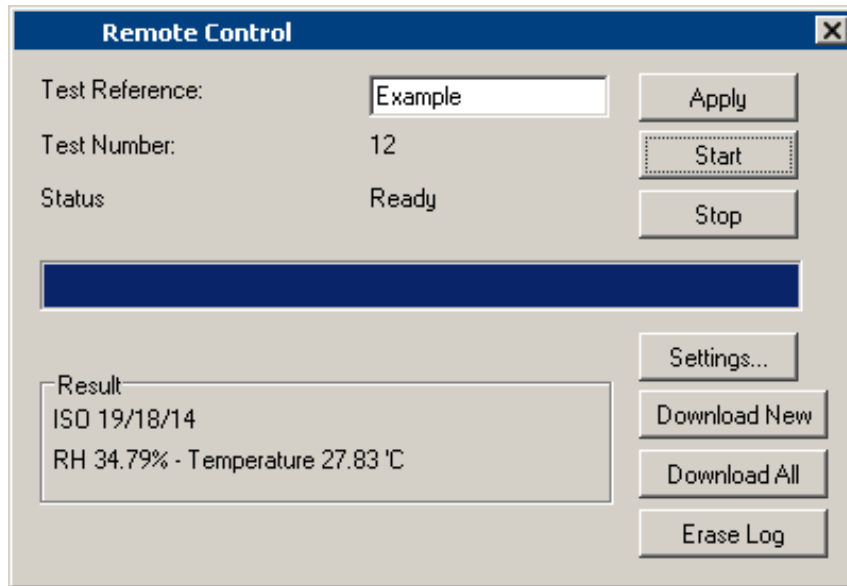 Remote Control
Test Reference: Example Apply
Test Number: 12 Start
Status Ready Stop
Settings...
Result
ISO 19/18/14
Download New
RH 34.79% - Temperature 27.83 'C
Download All
Erase Log